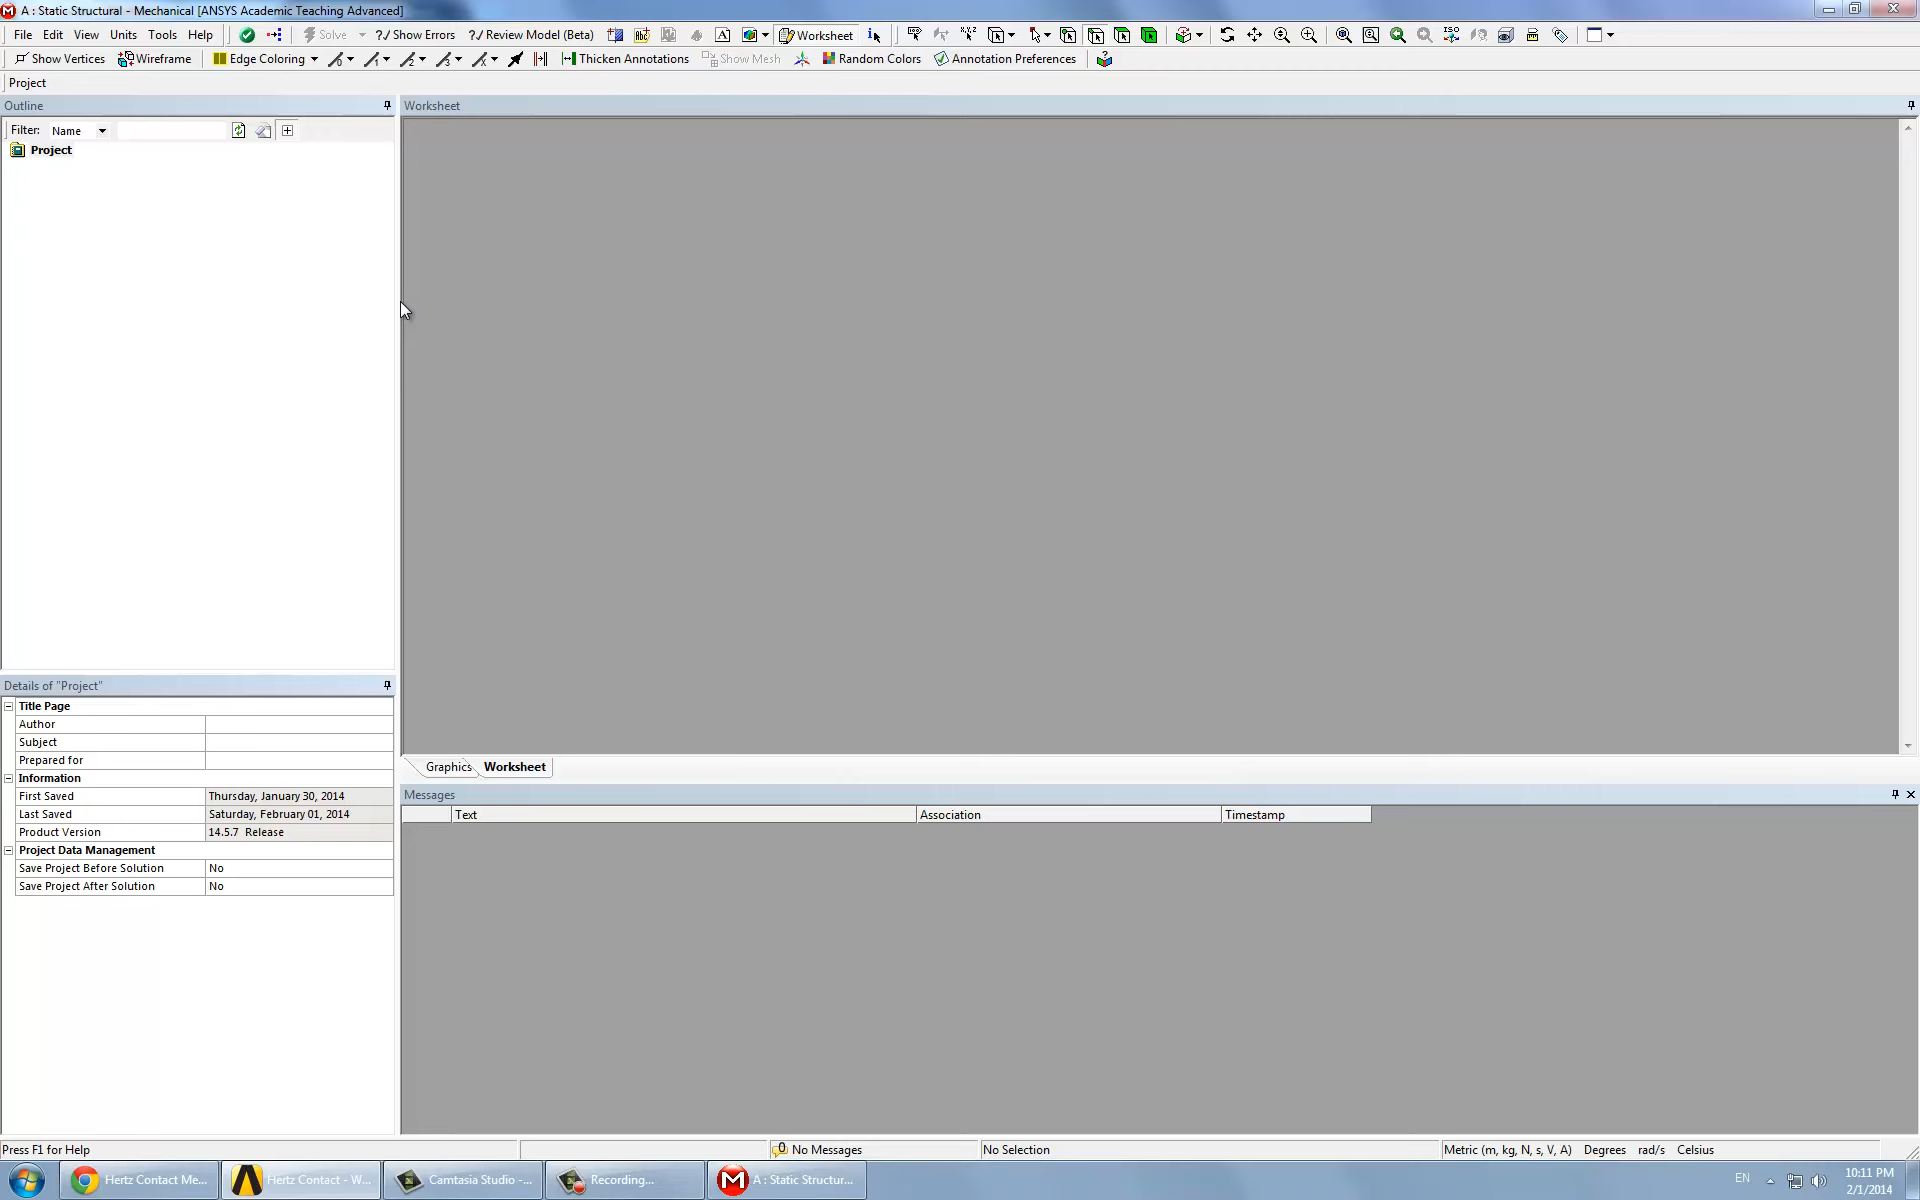 A : Static Structural - Mechanical [ANSYS Academic Teaching Advanced]
File Edit View Units Tools Help Solve ?✓ Show Errors ?✓ Review Model (Beta) Worksheet
Show Vertices Wireframe Edge Coloring Thicken Annotations Show Mesh Random Colors Annotation Preferences
Project
Outline
Filter: Name
Project
Worksheet
Details of "Project"
Title Page
Author
Subject
Prepared for
Information
First Saved Thursday, January 30, 2014
Last Saved Saturday, February 01, 2014
Product Version 14.5.7 Release
Project Data Management
Save Project Before Solution No
Save Project After Solution No
Graphics Worksheet
Messages
Text Association Timestamp
Press F1 for Help No Messages No Selection Metric (m, kg, N, s, V, A) Degrees rad/s Celsius
Hertz Contact Me... Hertz Contact - W... Camtasia Studio -... Recording... A : Static Structur... EN 10:11 PM
2/1/2014